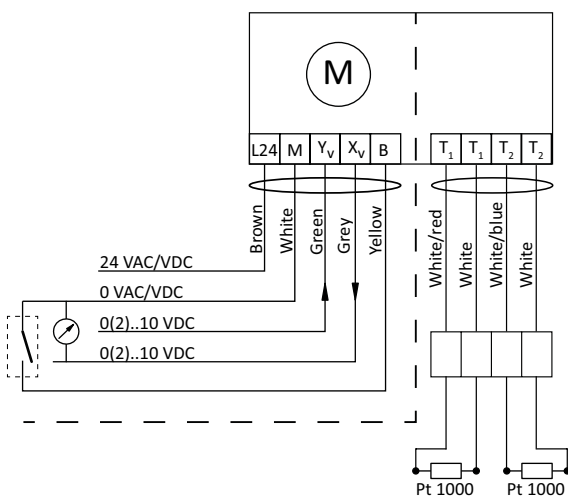 M
L24 M Yv Xv B T1 T1 T2 T2
Brown
White
Green
Grey
Yellow
White/red
White
White/blue
White
24 VAC/VDC
0 VAC/VDC
0(2)..10 VDC
0(2)..10 VDC
Pt 1000 Pt 1000